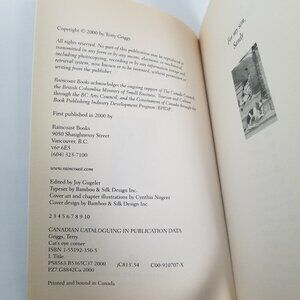 Copyright © 2000 by Terry Griggs
All rights reserved. No part of this publication may be reproduced or
transmitted in any form or by any means, electronic or mechanical, including
photocopying, recording or by any information storage and
retrieval system, now known or to be invented, without permission in
writing from the publisher.
Raincoast Books acknowledges the ongoing support of The Canada Council,
the British Columbia Ministry of Small Business, Tourism and Culture
through the BC Arts Council, and the Government of Canada through the
Book Publishing Industry Development Program (BPIDP).
First published in 2000 by
Raincoast Books
9050 Shaughnessy Street
Vancouver, B.C.
V6P 6E5
(604) 323-7100
www.raincoast.com
Edited by Joy Gugeler
Typeset by Bamboo & Silk Design Inc.
Cover art and chapter illustrations by Cynthia Nugent
Cover design by Bamboo & Silk Design Inc.
2 3 4 5 6 7 8 9 10
CANADIAN CATALOGUING IN PUBLICATION DATA
Griggs, Terry
Cat's eye corner
ISBN 1-55192-350-5
I. Title.
PS8563.R5365C37 2000 jC813.54 C00-910707-X
PZ7.G8842Ca 2000
Printed and bound in Canada
For my son,